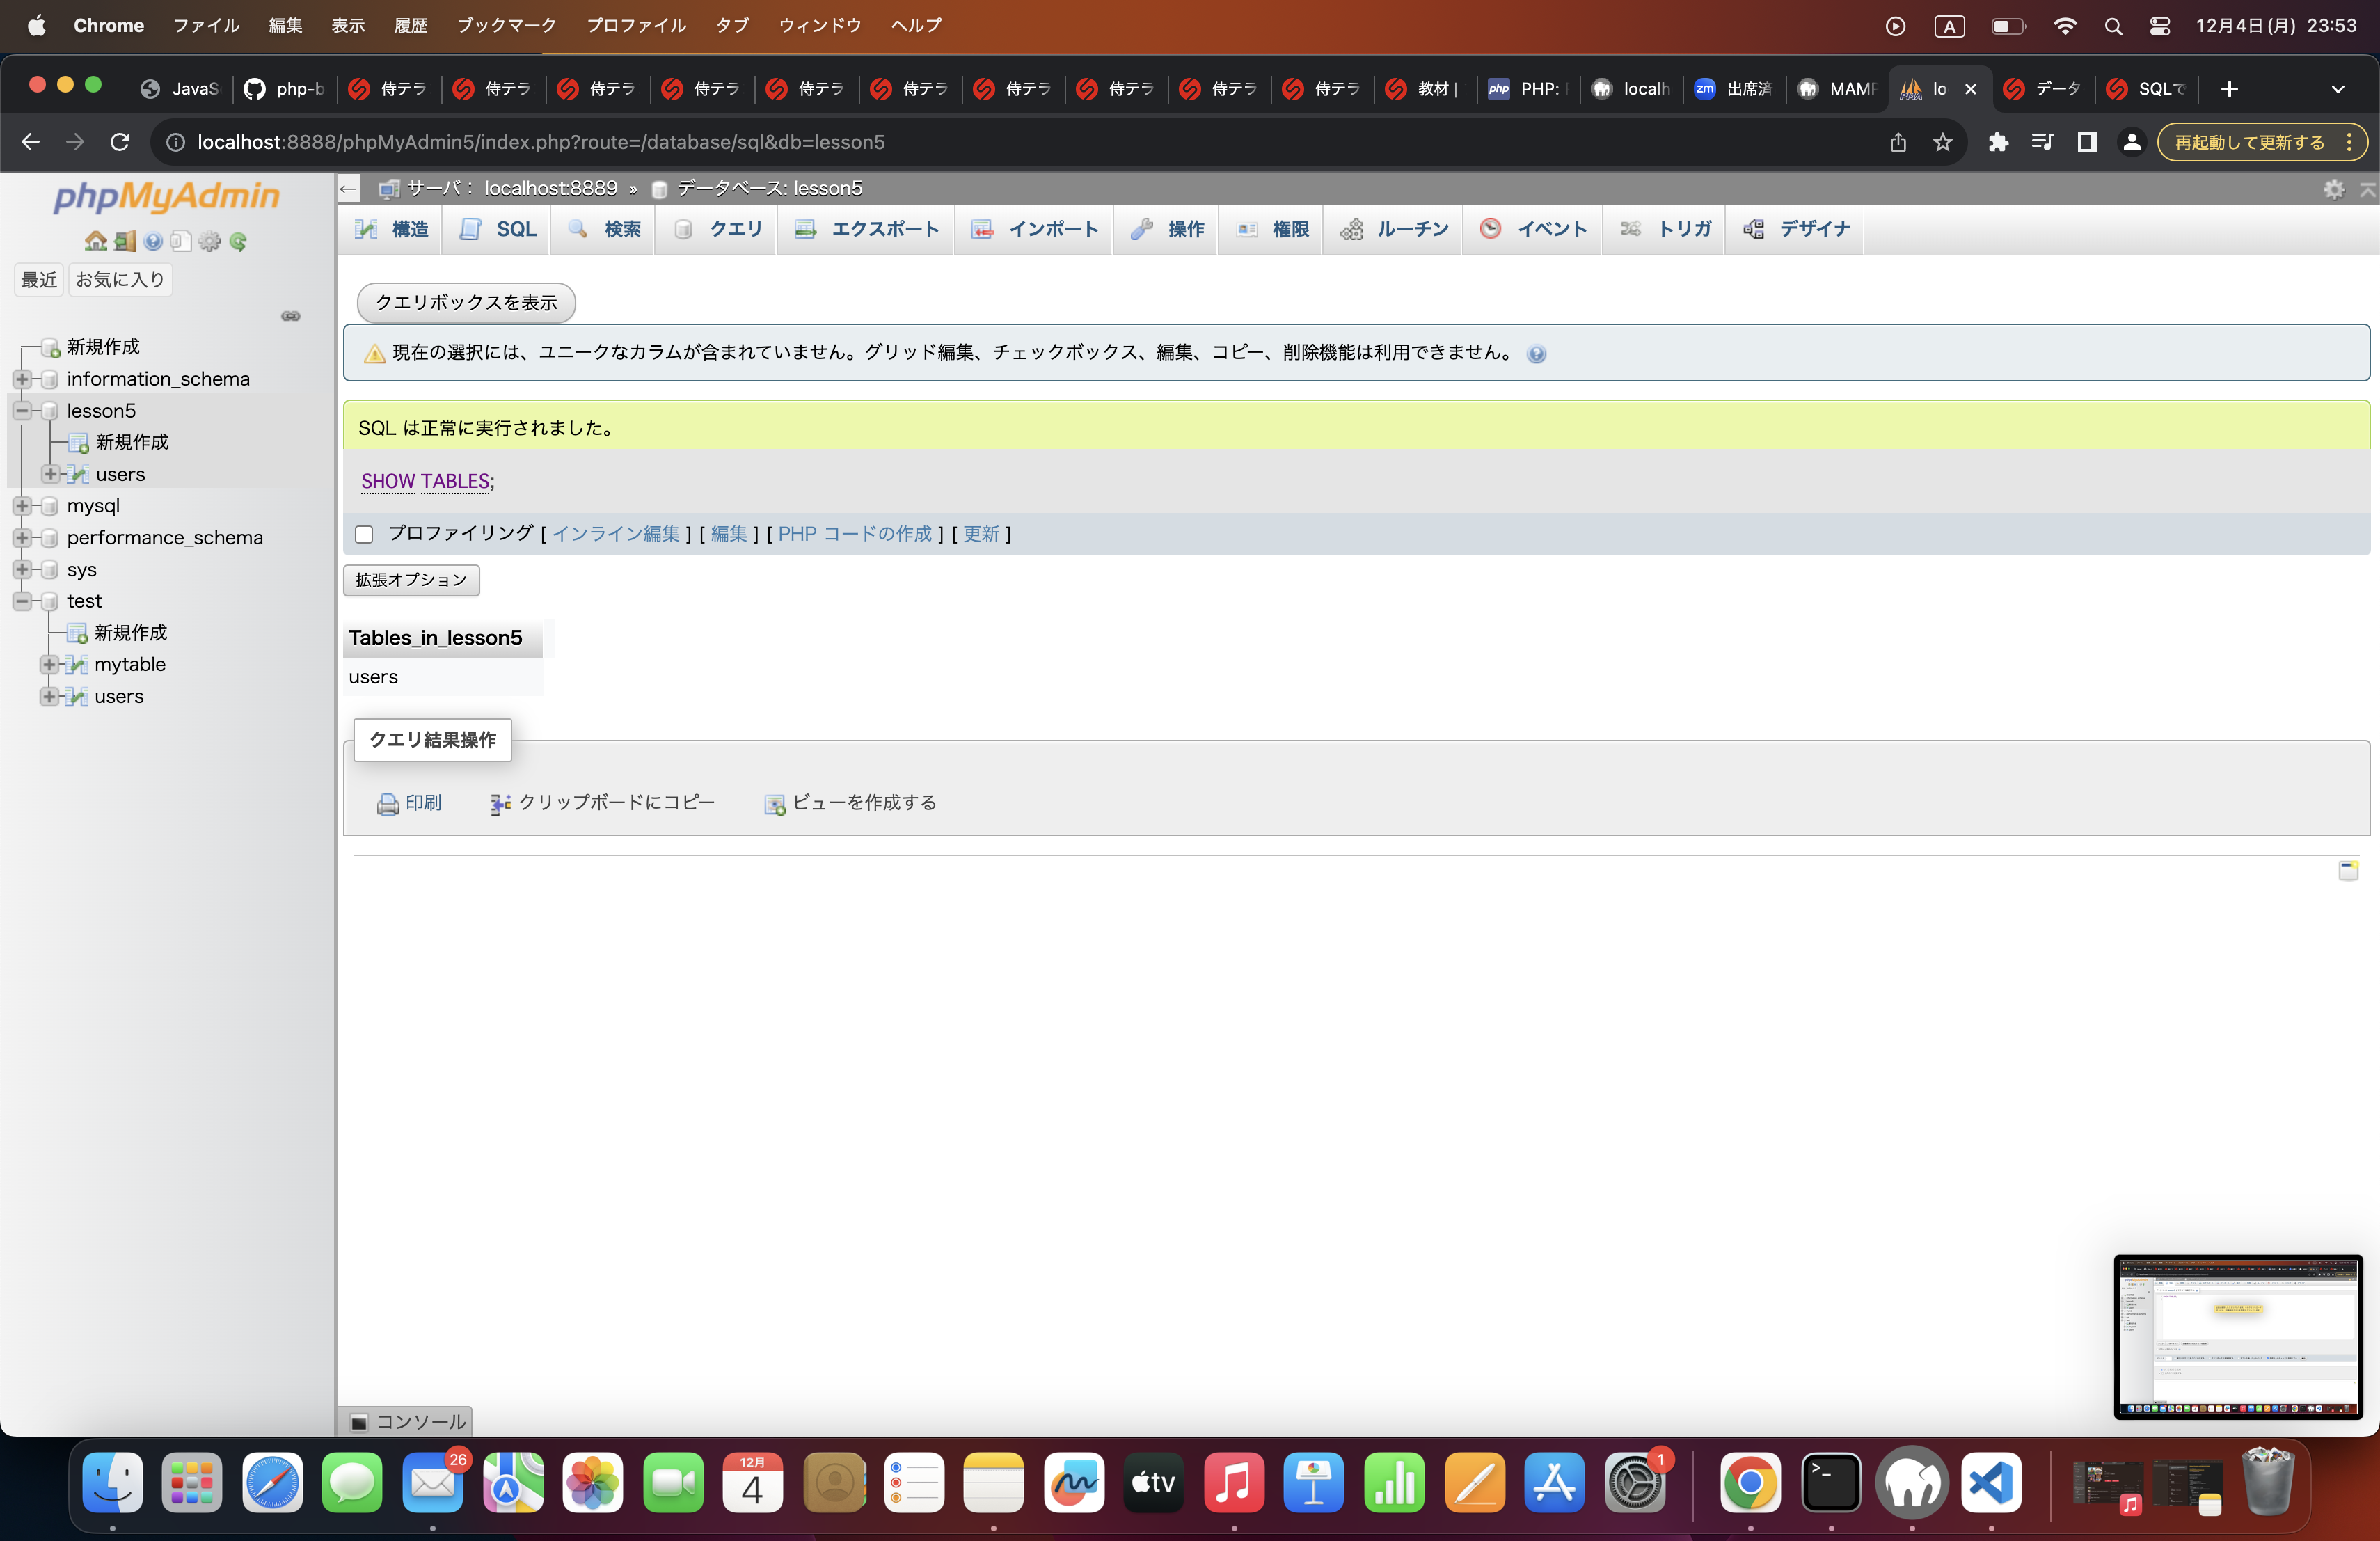 Chrome ファイル 編集 表示 履歴 ブックマーク プロファイル タブ ウィンドウ ヘルプ A 12月4日(月) 23:53
JavaS php-b 侍テラ 侍テラ 侍テラ 侍テラ 侍テラ 侍テラ 侍テラ 侍テラ 侍テラ 侍テラ 教材 | php PHP: localh zm 出席済 MAMP lo データ SQLで
localhost:8888/phpMyAdmin5/index.php?route=/database/sql&db=lesson5 再起動して更新する
phpMyAdmin
最近 お気に入り
新規作成
information_schema
lesson5
新規作成
users
mysql
performance_schema
sys
test
新規作成
mytable
users
サーバ: localhost:8889 » データベース: lesson5
構造 SQL 検索 クエリ エクスポート インポート 操作 権限 ルーチン イベント トリガ デザイナ
クエリボックスを表示
現在の選択には、ユニークなカラムが含まれていません。グリッド編集、チェックボックス、編集、コピー、削除機能は利用できません。
SQL は正常に実行されました。
SHOW TABLES;
プロファイリング [ インライン編集 ] [ 編集 ] [ PHP コードの作成 ] [ 更新 ]
拡張オプション
Tables_in_lesson5
users
クエリ結果操作
印刷 クリップボードにコピー ビューを作成する
コンソール
26 12月 4 tv 1